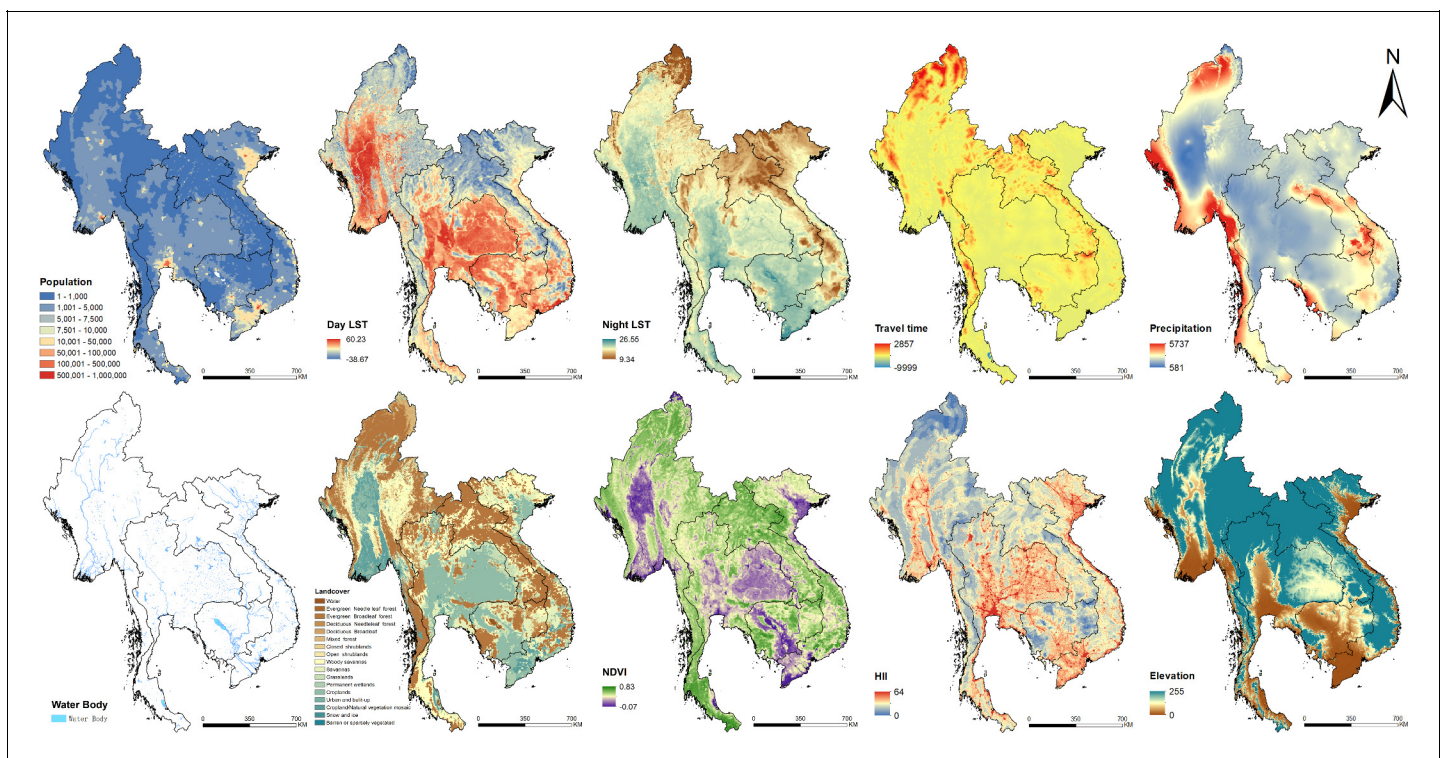 N
Population
1 - 1,000
1,001 - 5,000
5,001 - 7,500
7,501 - 10,000
10,001 - 50,000
50,001 - 100,000
100,001 - 500,000
500,001 - 1,000,000
0 350 700
KM
Day LST
60.23
-38.67
0 350 700
KM
Night LST
26.55
9.34
0 350 700
KM
Travel time
2857
-9999
0 350 700
KM
Precipitation
5737
581
0 350 700
KM
Water Body
Water Body
0 350 700
KM
Landcover
Water
Evergreen Needle leaf forest
Evergreen Broadleaf forest
Deciduous Needleleaf forest
Deciduous Broadleaf
Mixed forest
Closed shrublands
Open shrublands
Woody savannas
Savannas
Grasslands
Permanent wetlands
Croplands
Urban and build-up
Cropland/Natural vegetation mosaic
Snow and ice
Barren or sparsely vegetated
0 350 700
KM
NDVI
0.83
-0.07
0 350 700
KM
HII
64
0
0 350 700
KM
Elevation
255
0
0 350 700
KM